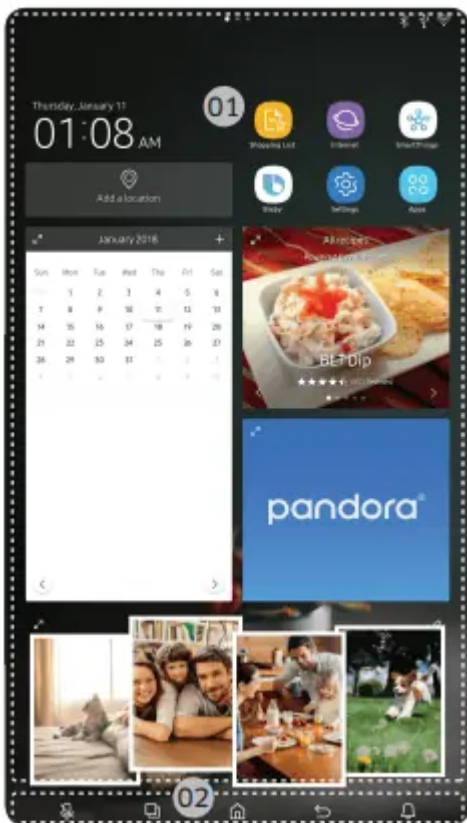 Thursday, January 11
01:08 AM
01
Shopping List
Internet
SmartThings
Add a location
Bixby
Settings
Apps
January 2018 +
Sun Mon Tue Wed Thu Fri Sat
1 2 3 4 5 6
7 8 9 10 11 12 13
14 15 16 17 18 19 20
21 22 23 24 25 26 27
28 29 30 31
Allrecipes
BLT Dip
pandora®
02